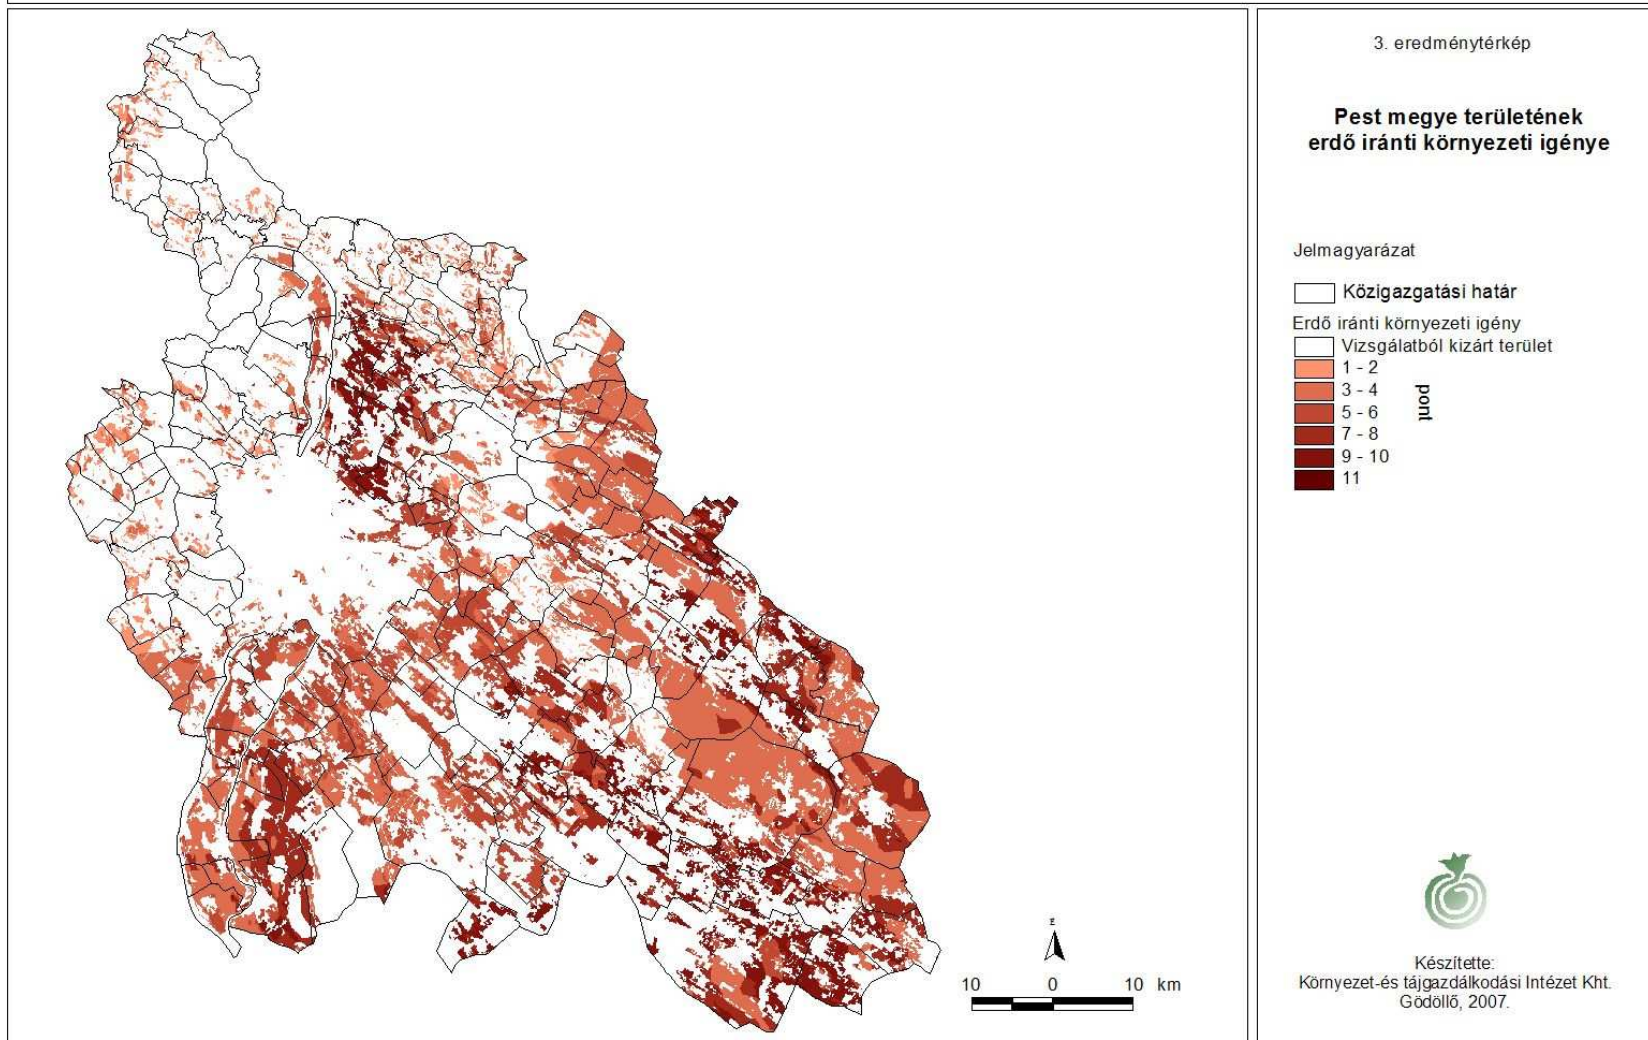 3. eredménytérkép
Pest megye területének
erdő iránti környezeti igénye
Jelmagyarázat
Közigazgatási határ
Erdő iránti környezeti igény
Vizsgálatból kizárt terület
1 - 2
3 - 4
5 - 6
7 - 8
9 - 10
11
pont
10 0 10 km
Készítette:
Környezet-és tájgazdálkodási Intézet Kht.
Gödöllő, 2007.